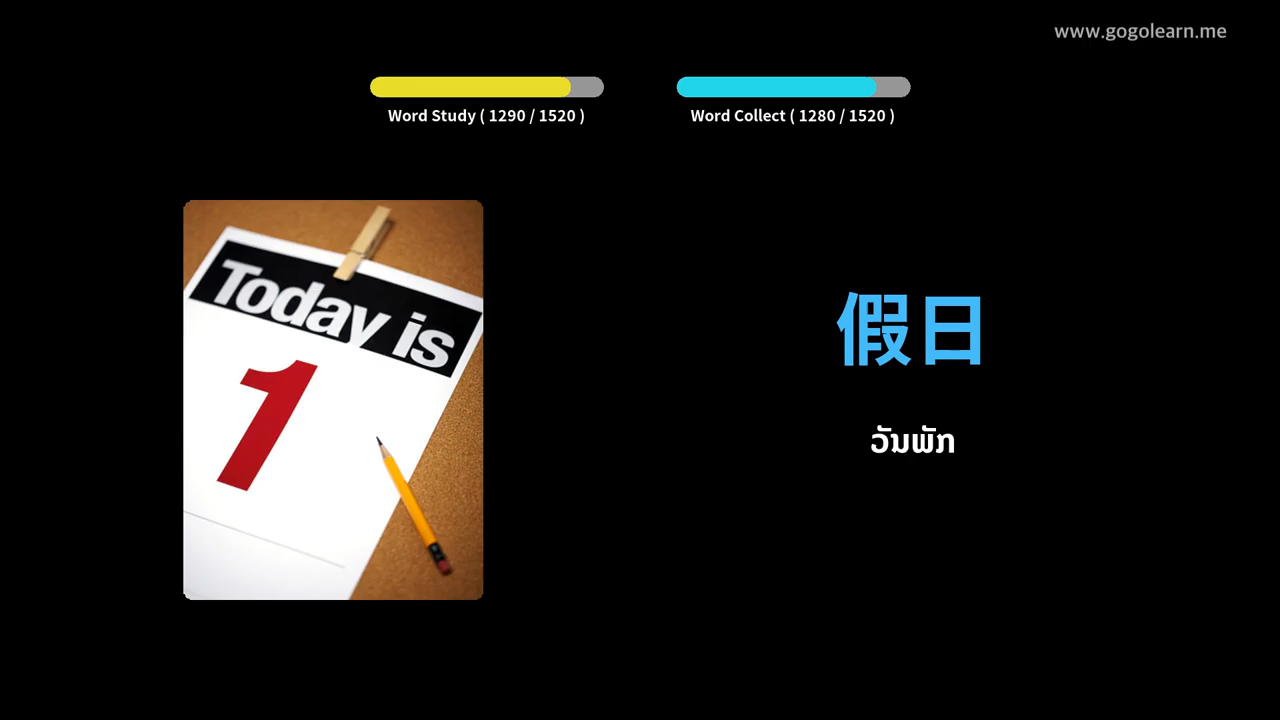 www.gogolearn.me
Word Study ( 1290 / 1520 )
Word Collect ( 1280 / 1520 )
Today is
1
假日
ວັນພັກ